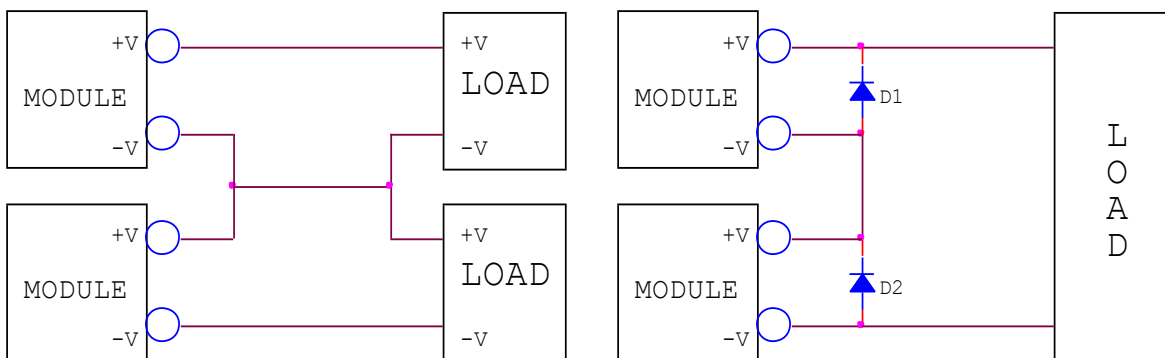 +V
MODULE
-V
+V
LOAD
-V
+V
MODULE
-V
+V
LOAD
-V
+V
MODULE
-V
D1
+V
MODULE
-V
D2
L
O
A
D